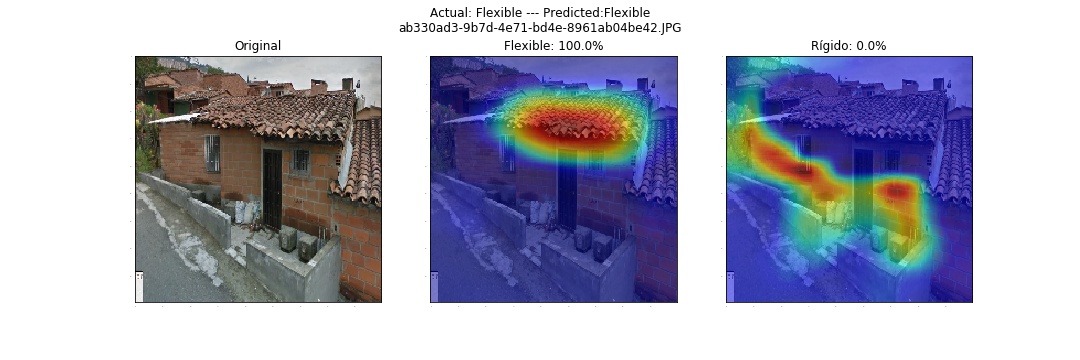 Actual: Flexible --- Predicted:Flexible
ab330ad3-9b7d-4e71-bd4e-8961ab04be42.JPG
Original
Flexible: 100.0%
Rígido: 0.0%